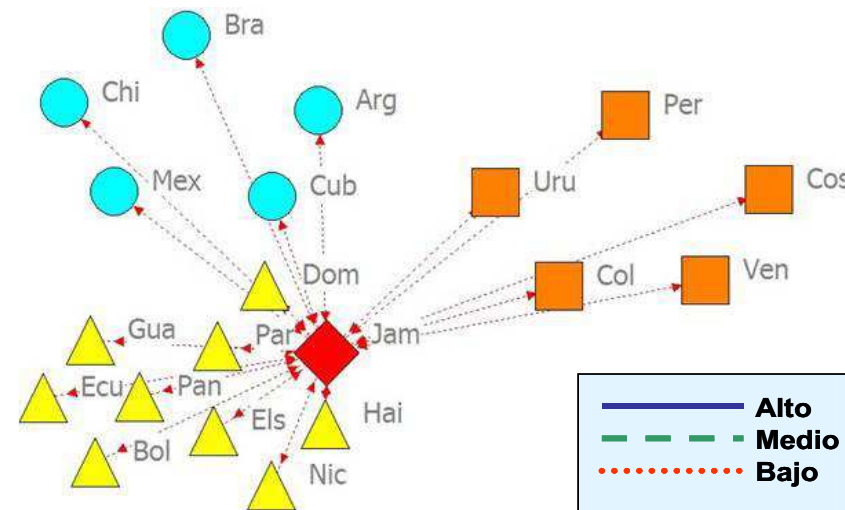 Bra
Chi
Arg
Per
Mex
Cub
Uru
Cos
Dom
Col
Ven
Gua
Par
Jam
Ecu
Pan
Els
Hai
Bol
Nic
Alto
Medio
Bajo